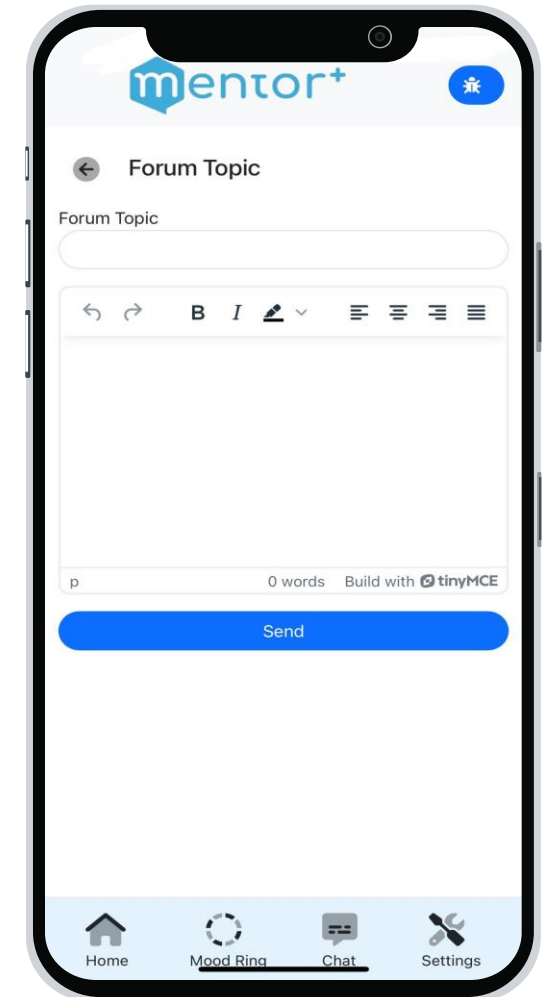 mentor+
Forum Topic
Forum Topic
B I
p 0 words Build with tinyMCE
Send
Home Mood Ring Chat Settings